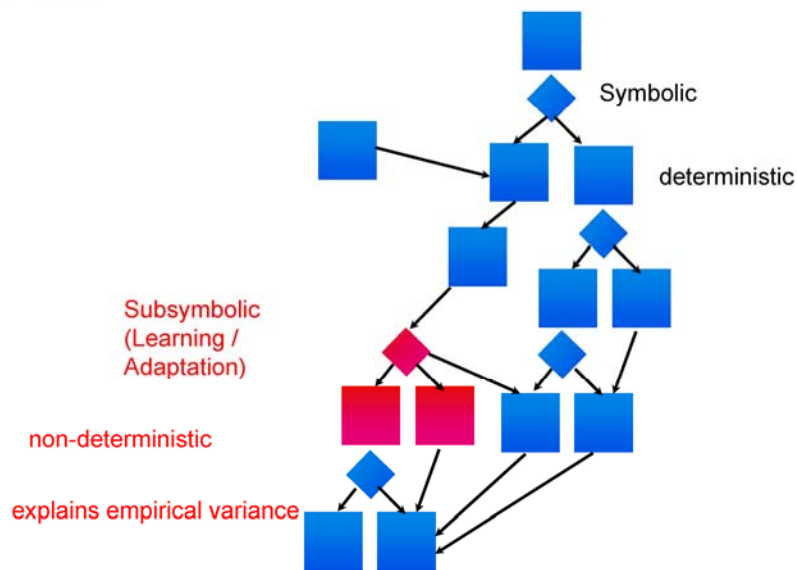 Symbolic
deterministic
Subsymbolic
(Learning /
Adaptation)
non-deterministic
explains empirical variance